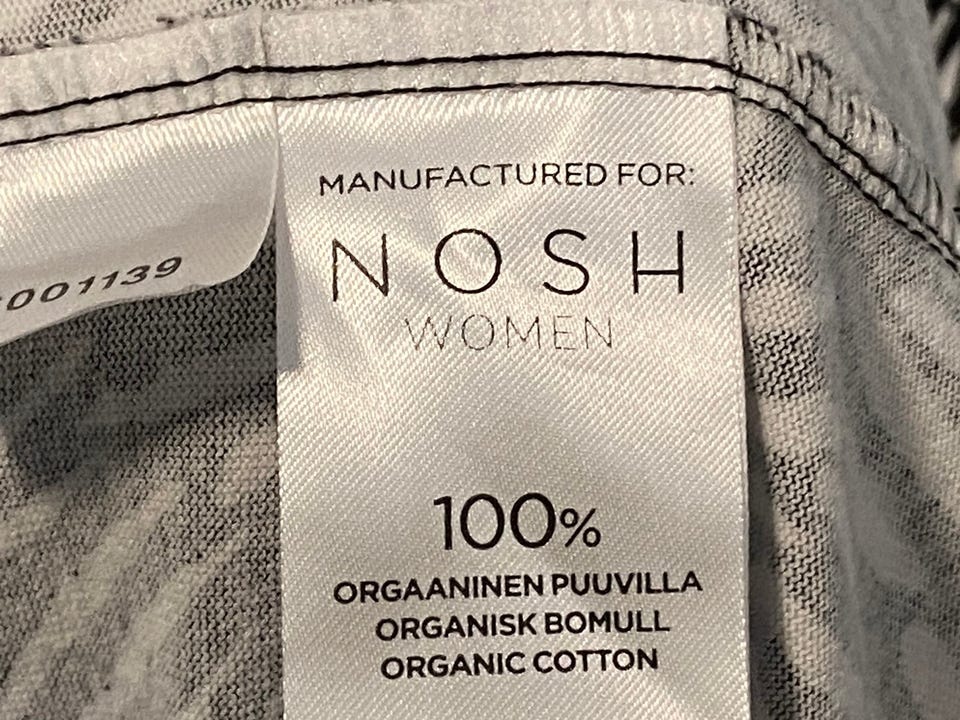 MANUFACTURED FOR:
NOSH
WOMEN
001139
100%
ORGAANINEN PUUVILLA
ORGANISK BOMULL
ORGANIC COTTON